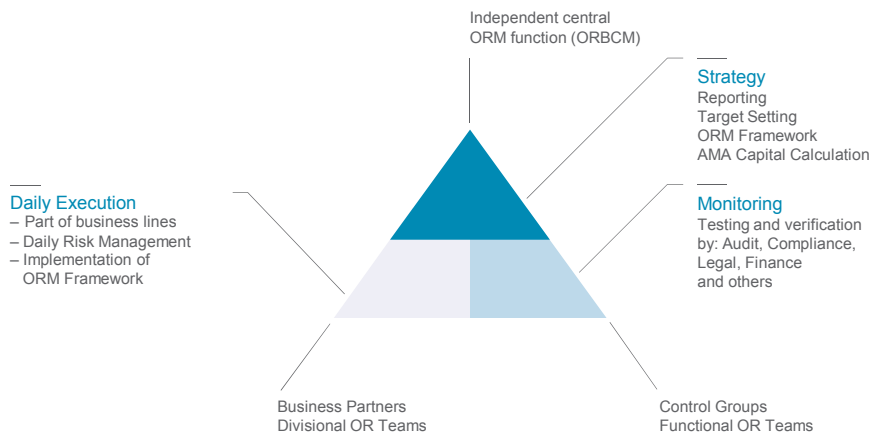 Independent central
ORM function (ORBCM)
Strategy
Reporting
Target Setting
ORM Framework
AMA Capital Calculation
Daily Execution
– Part of business lines
– Daily Risk Management
– Implementation of
ORM Framework
Monitoring
Testing and verification
by: Audit, Compliance,
Legal, Finance
and others
Business Partners
Divisional OR Teams
Control Groups
Functional OR Teams